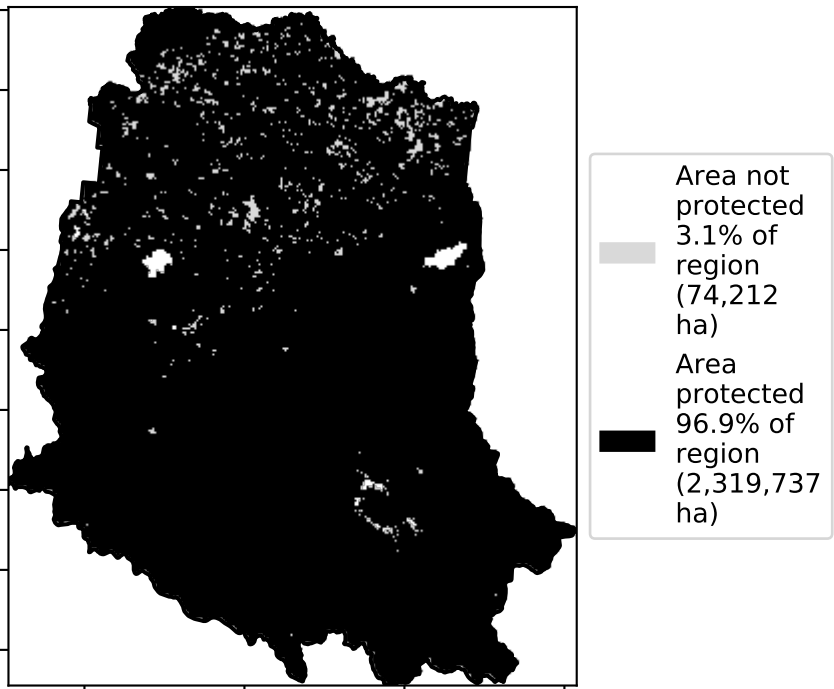 Area not
protected
3.1% of
region
(74,212
ha)
Area
protected
96.9% of
region
(2,319,737
ha)